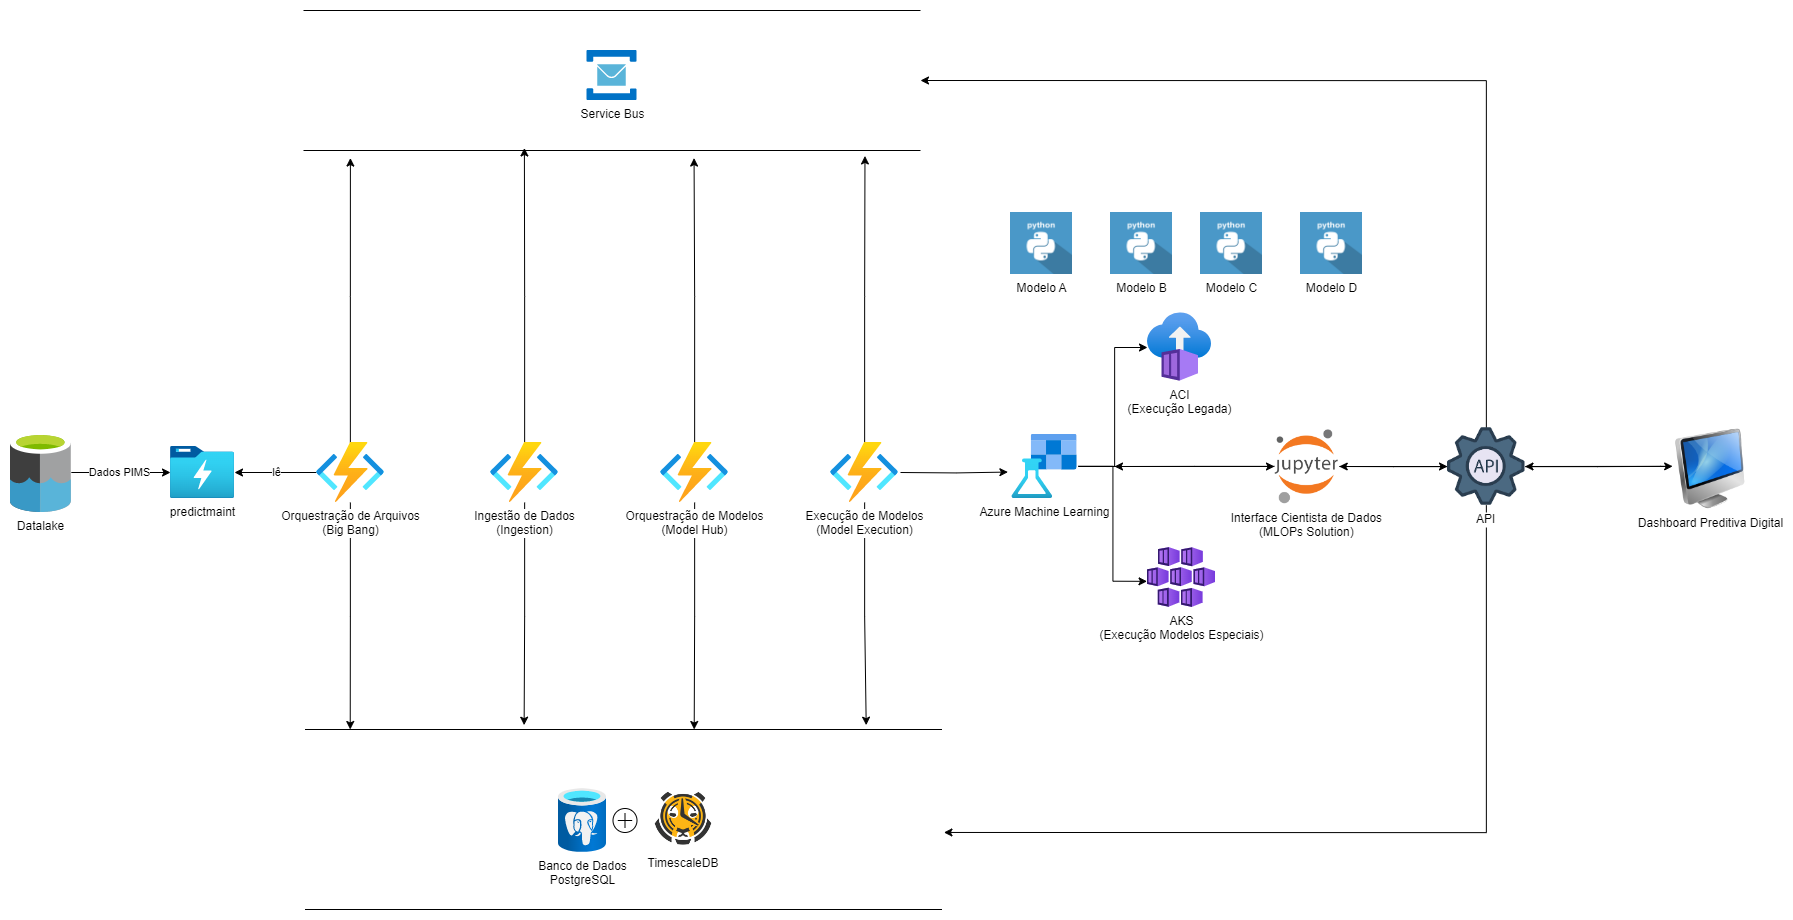 Service Bus
python
python
python
python
Modelo A
Modelo B
Modelo C
Modelo D
ACI
(Execução Legada)
Dados PIMS
lê
jupyter
API
Datalake
predictmaint
Orquestração de Arquivos
(Big Bang)
Ingestão de Dados
(Ingestion)
Orquestração de Modelos
(Model Hub)
Execução de Modelos
(Model Execution)
Azure Machine Learning
Interface Cientista de Dados
(MLOPs Solution)
API
Dashboard Preditiva Digital
AKS
(Execução Modelos Especiais)
Banco de Dados
PostgreSQL
TimescaleDB